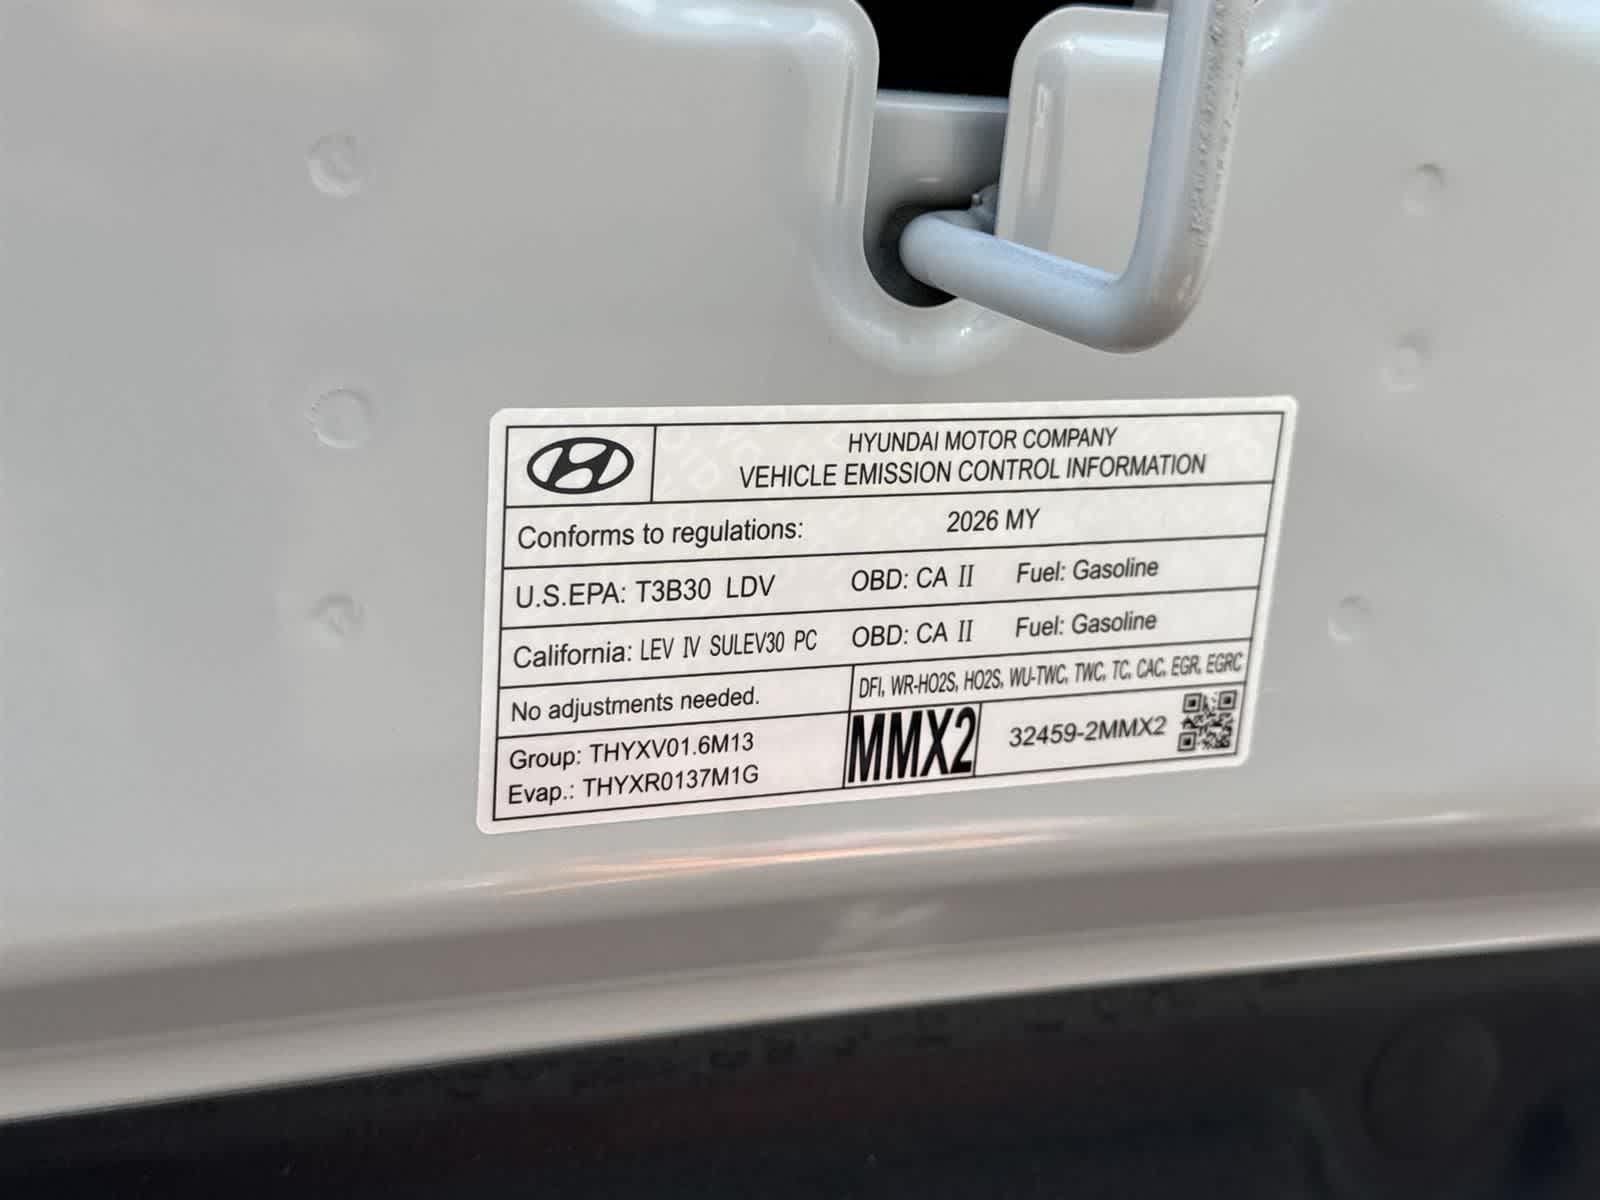 HYUNDAI MOTOR COMPANY
VEHICLE EMISSION CONTROL INFORMATION
Conforms to regulations: 2026 MY
U.S.EPA: T3B30 LDV OBD: CA II Fuel: Gasoline
California: LEV IV SULEV30 PC OBD: CA II Fuel: Gasoline
No adjustments needed. DFI, WR-HO2S, HO2S, WU-TWC, TWC, TC, CAC, EGR, EGRC
Group: THYXV01.6M13
Evap.: THYXR0137M1G
MMX2 32459-2MMX2